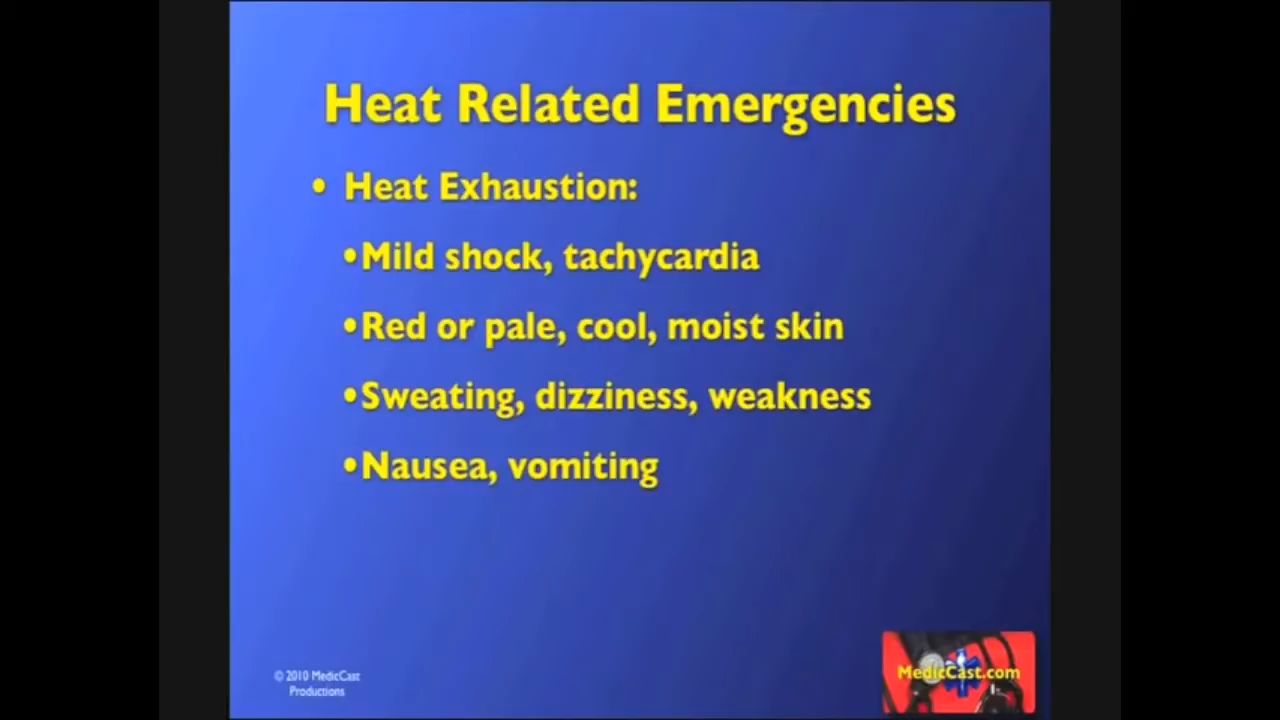 Heat Related Emergencies
• Heat Exhaustion:
•Mild shock, tachycardia
•Red or pale, cool, moist skin
•Sweating, dizziness, weakness
•Nausea, vomiting
© 2010 MedicCast
Productions
MedicCast.com